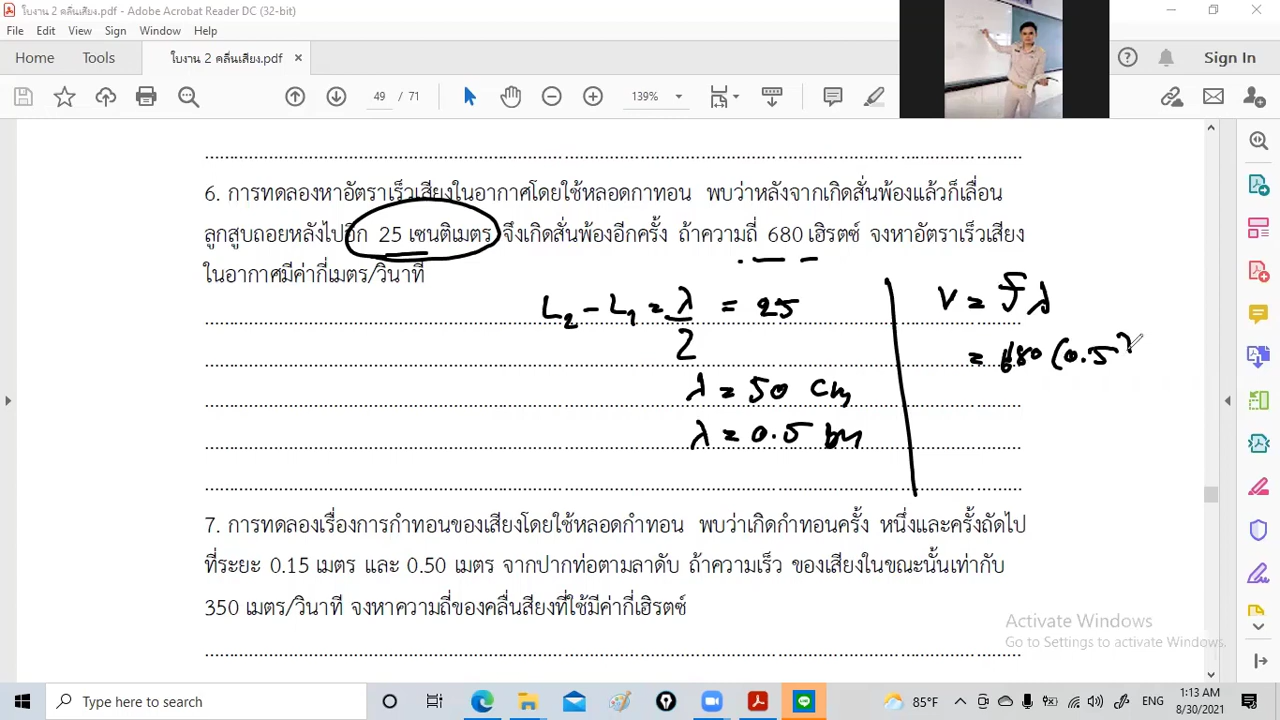 ใบงาน 2 คลื่นเสียง.pdf - Adobe Acrobat Reader DC (32-bit)
File Edit View Sign Window Help
Home Tools ใบงาน 2 คลื่นเสียง.pdf × Sign In
49 / 71 139%
6. การทดลองหาอัตราเร็วเสียงในอากาศโดยใช้หลอดกาทอน พบว่าหลังจากเกิดสั่นพ้องแล้วก็เลื่อน
ลูกสูบถอยหลังไปอีก 25 เซนติเมตร จึงเกิดสั่นพ้องอีกครั้ง ถ้าความถี่ 680 เฮิรตซ์ จงหาอัตราเร็วเสียง
ในอากาศมีค่ากี่เมตร/วินาที
L₂ - L₁ = λ/2 = 25
λ = 50 cm
λ = 0.5 m
V = fλ
= 680 (0.5)
7. การทดลองเรื่องการกำทอนของเสียงโดยใช้หลอดกำทอน พบว่าเกิดกำทอนครั้ง หนึ่งและครั้งถัดไป
ที่ระยะ 0.15 เมตร และ 0.50 เมตร จากปากท่อตามลาดับ ถ้าความเร็ว ของเสียงในขณะนั้นเท่ากับ
350 เมตร/วินาที จงหาความถี่ของคลื่นสียงที่ใช้มีค่ากี่เฮิรตซ์
Activate Windows
Go to Settings to activate Windows.
Type here to search
85°F ENG 1:13 AM
8/30/2021